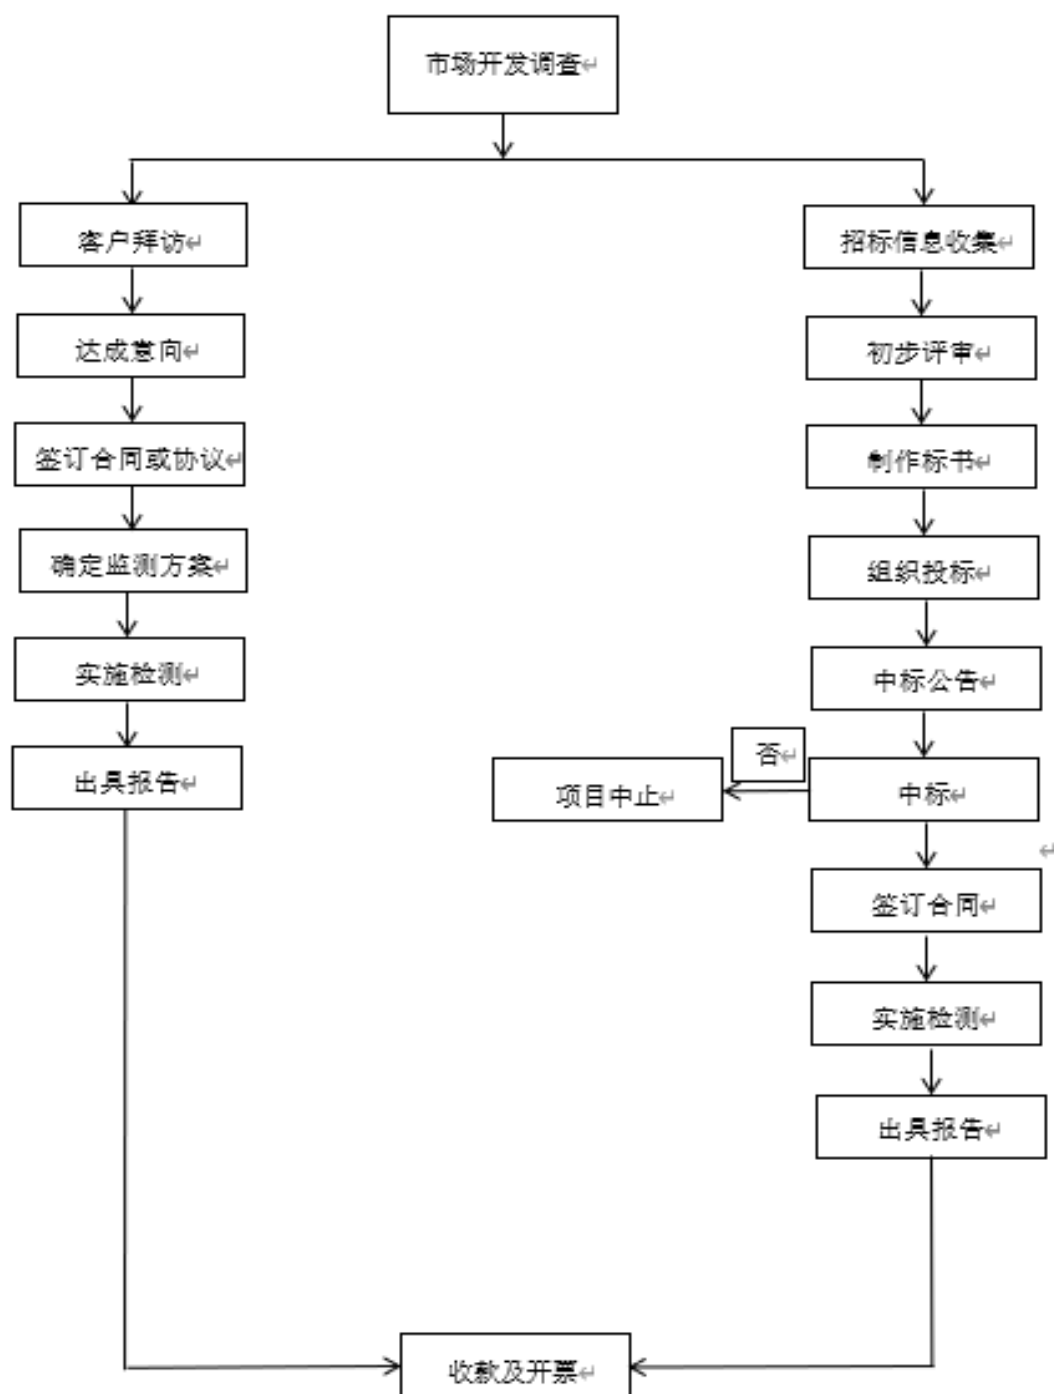 市场开发调查
客户拜访
达成意向
签订合同或协议
确定监测方案
实施检测
出具报告
招标信息收集
初步评审
制作标书
组织投标
中标公告
否
项目中止
中标
签订合同
实施检测
出具报告
收款及开票